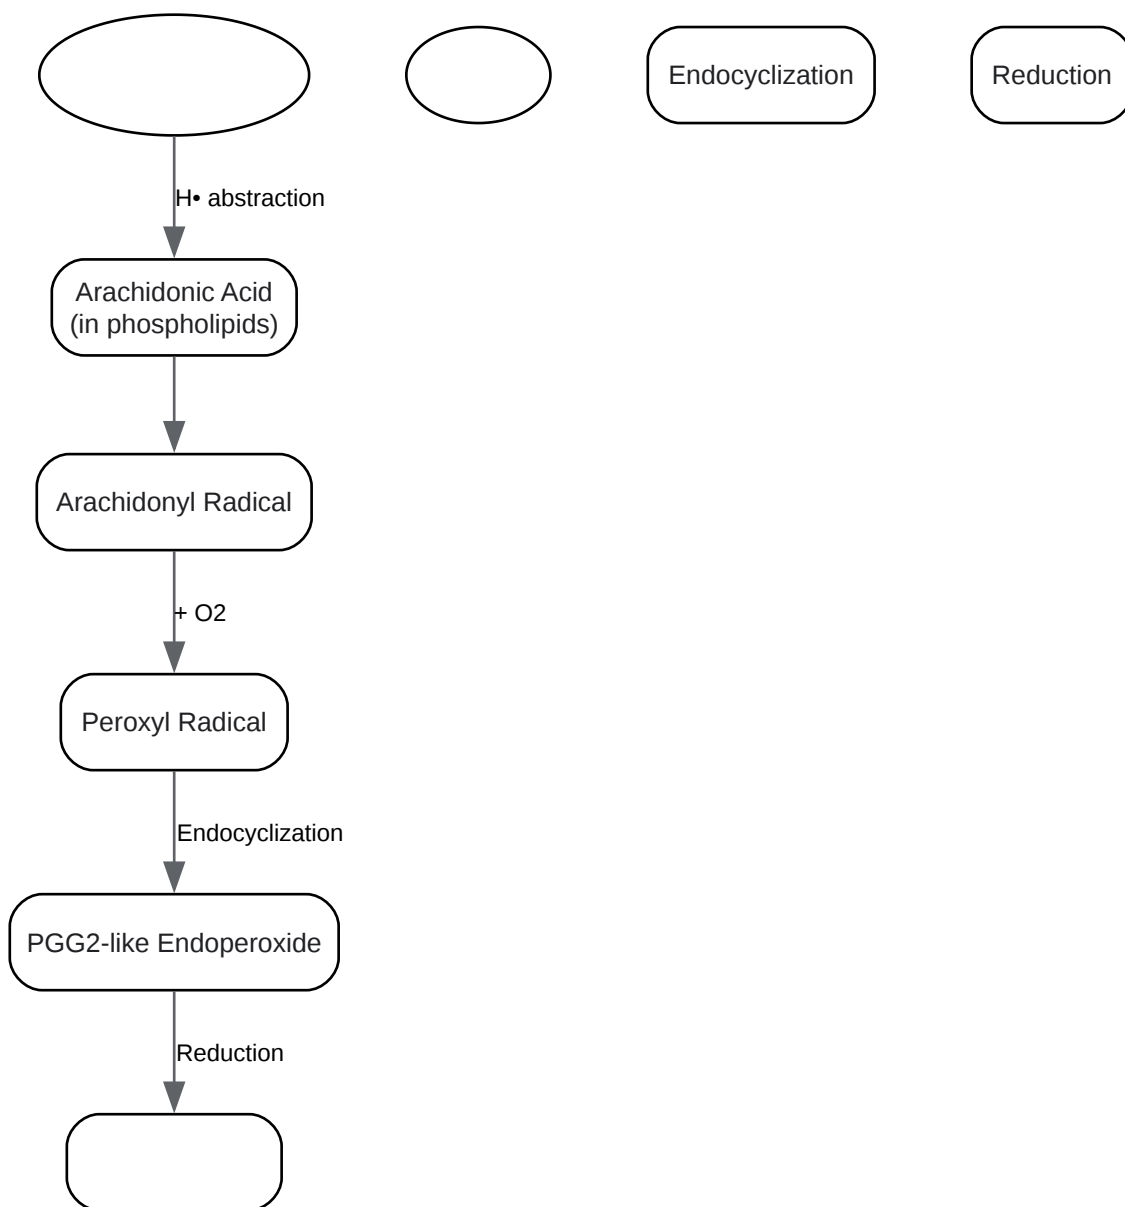 Endocyclization
Reduction
H• abstraction
Arachidonic Acid
(in phospholipids)
Arachidonyl Radical
+ O2
Peroxyl Radical
Endocyclization
PGG2-like Endoperoxide
Reduction